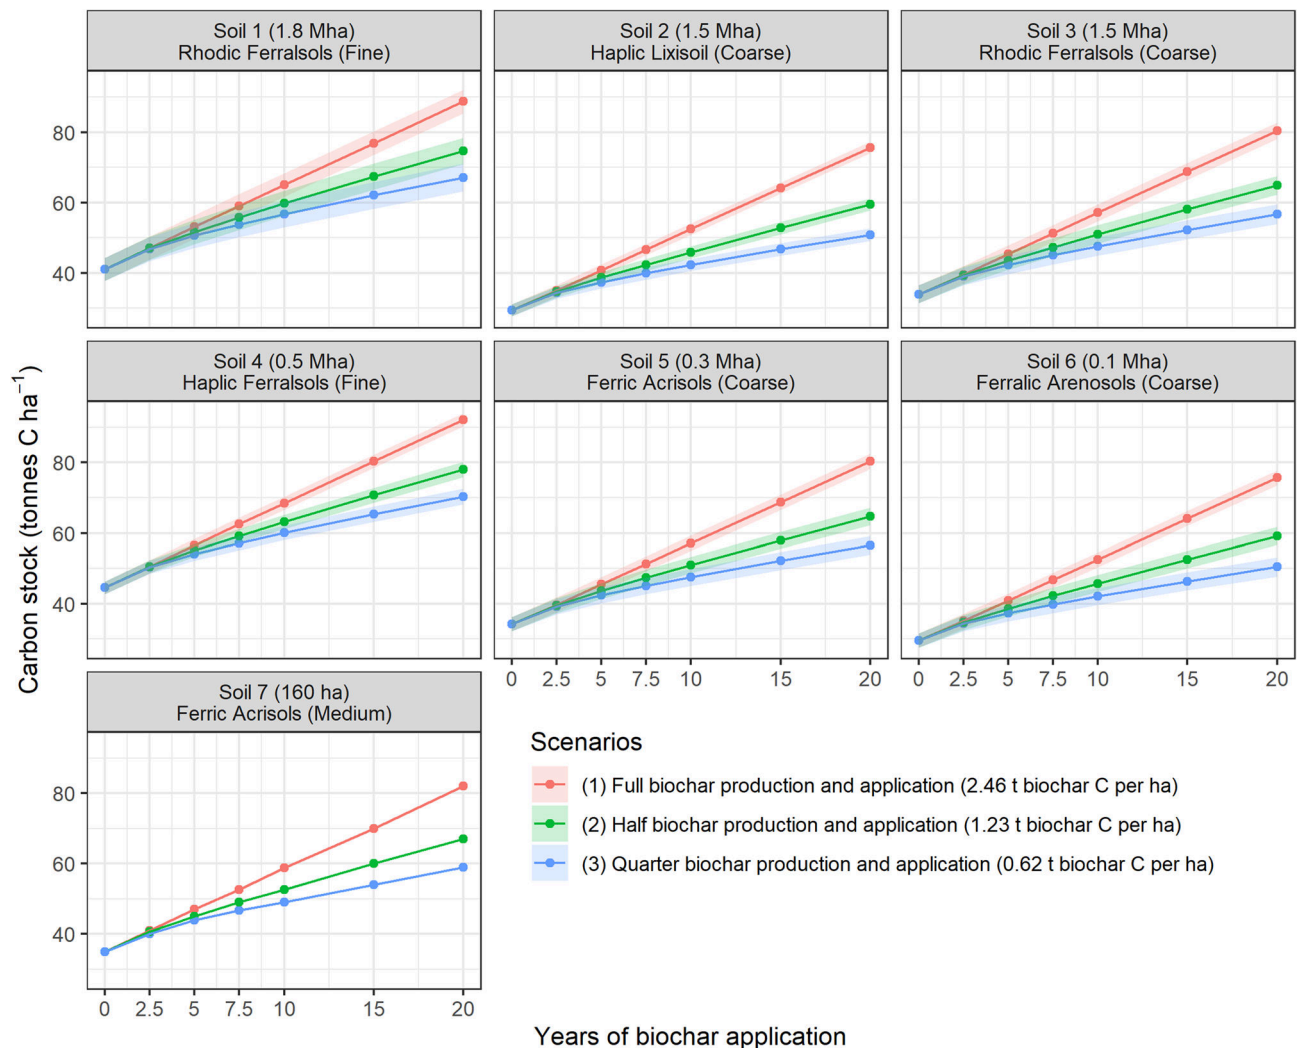 Soil 1 (1.8 Mha)
Rhodic Ferralsols (Fine)
Soil 2 (1.5 Mha)
Haplic Lixisoil (Coarse)
Soil 3 (1.5 Mha)
Rhodic Ferralsols (Coarse)
80
60
40
Soil 4 (0.5 Mha)
Haplic Ferralsols (Fine)
Soil 5 (0.3 Mha)
Ferric Acrisols (Coarse)
Soil 6 (0.1 Mha)
Ferralic Arenosols (Coarse)
80
60
40
0 2.5 5 7.5 10 15 20
0 2.5 5 7.5 10 15 20
Soil 7 (160 ha)
Ferric Acrisols (Medium)
80
60
40
0 2.5 5 7.5 10 15 20
Carbon stock (tonnes C ha⁻¹)
Years of biochar application
Scenarios
(1) Full biochar production and application (2.46 t biochar C per ha)
(2) Half biochar production and application (1.23 t biochar C per ha)
(3) Quarter biochar production and application (0.62 t biochar C per ha)